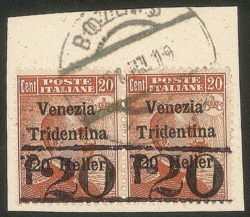 BOZEN
Cent POSTE 20 Cent POSTE 20
ITALIANE ITALIANE
Venezia Venezia
Tridentina Tridentina
20 Heller 20 Heller
20 20